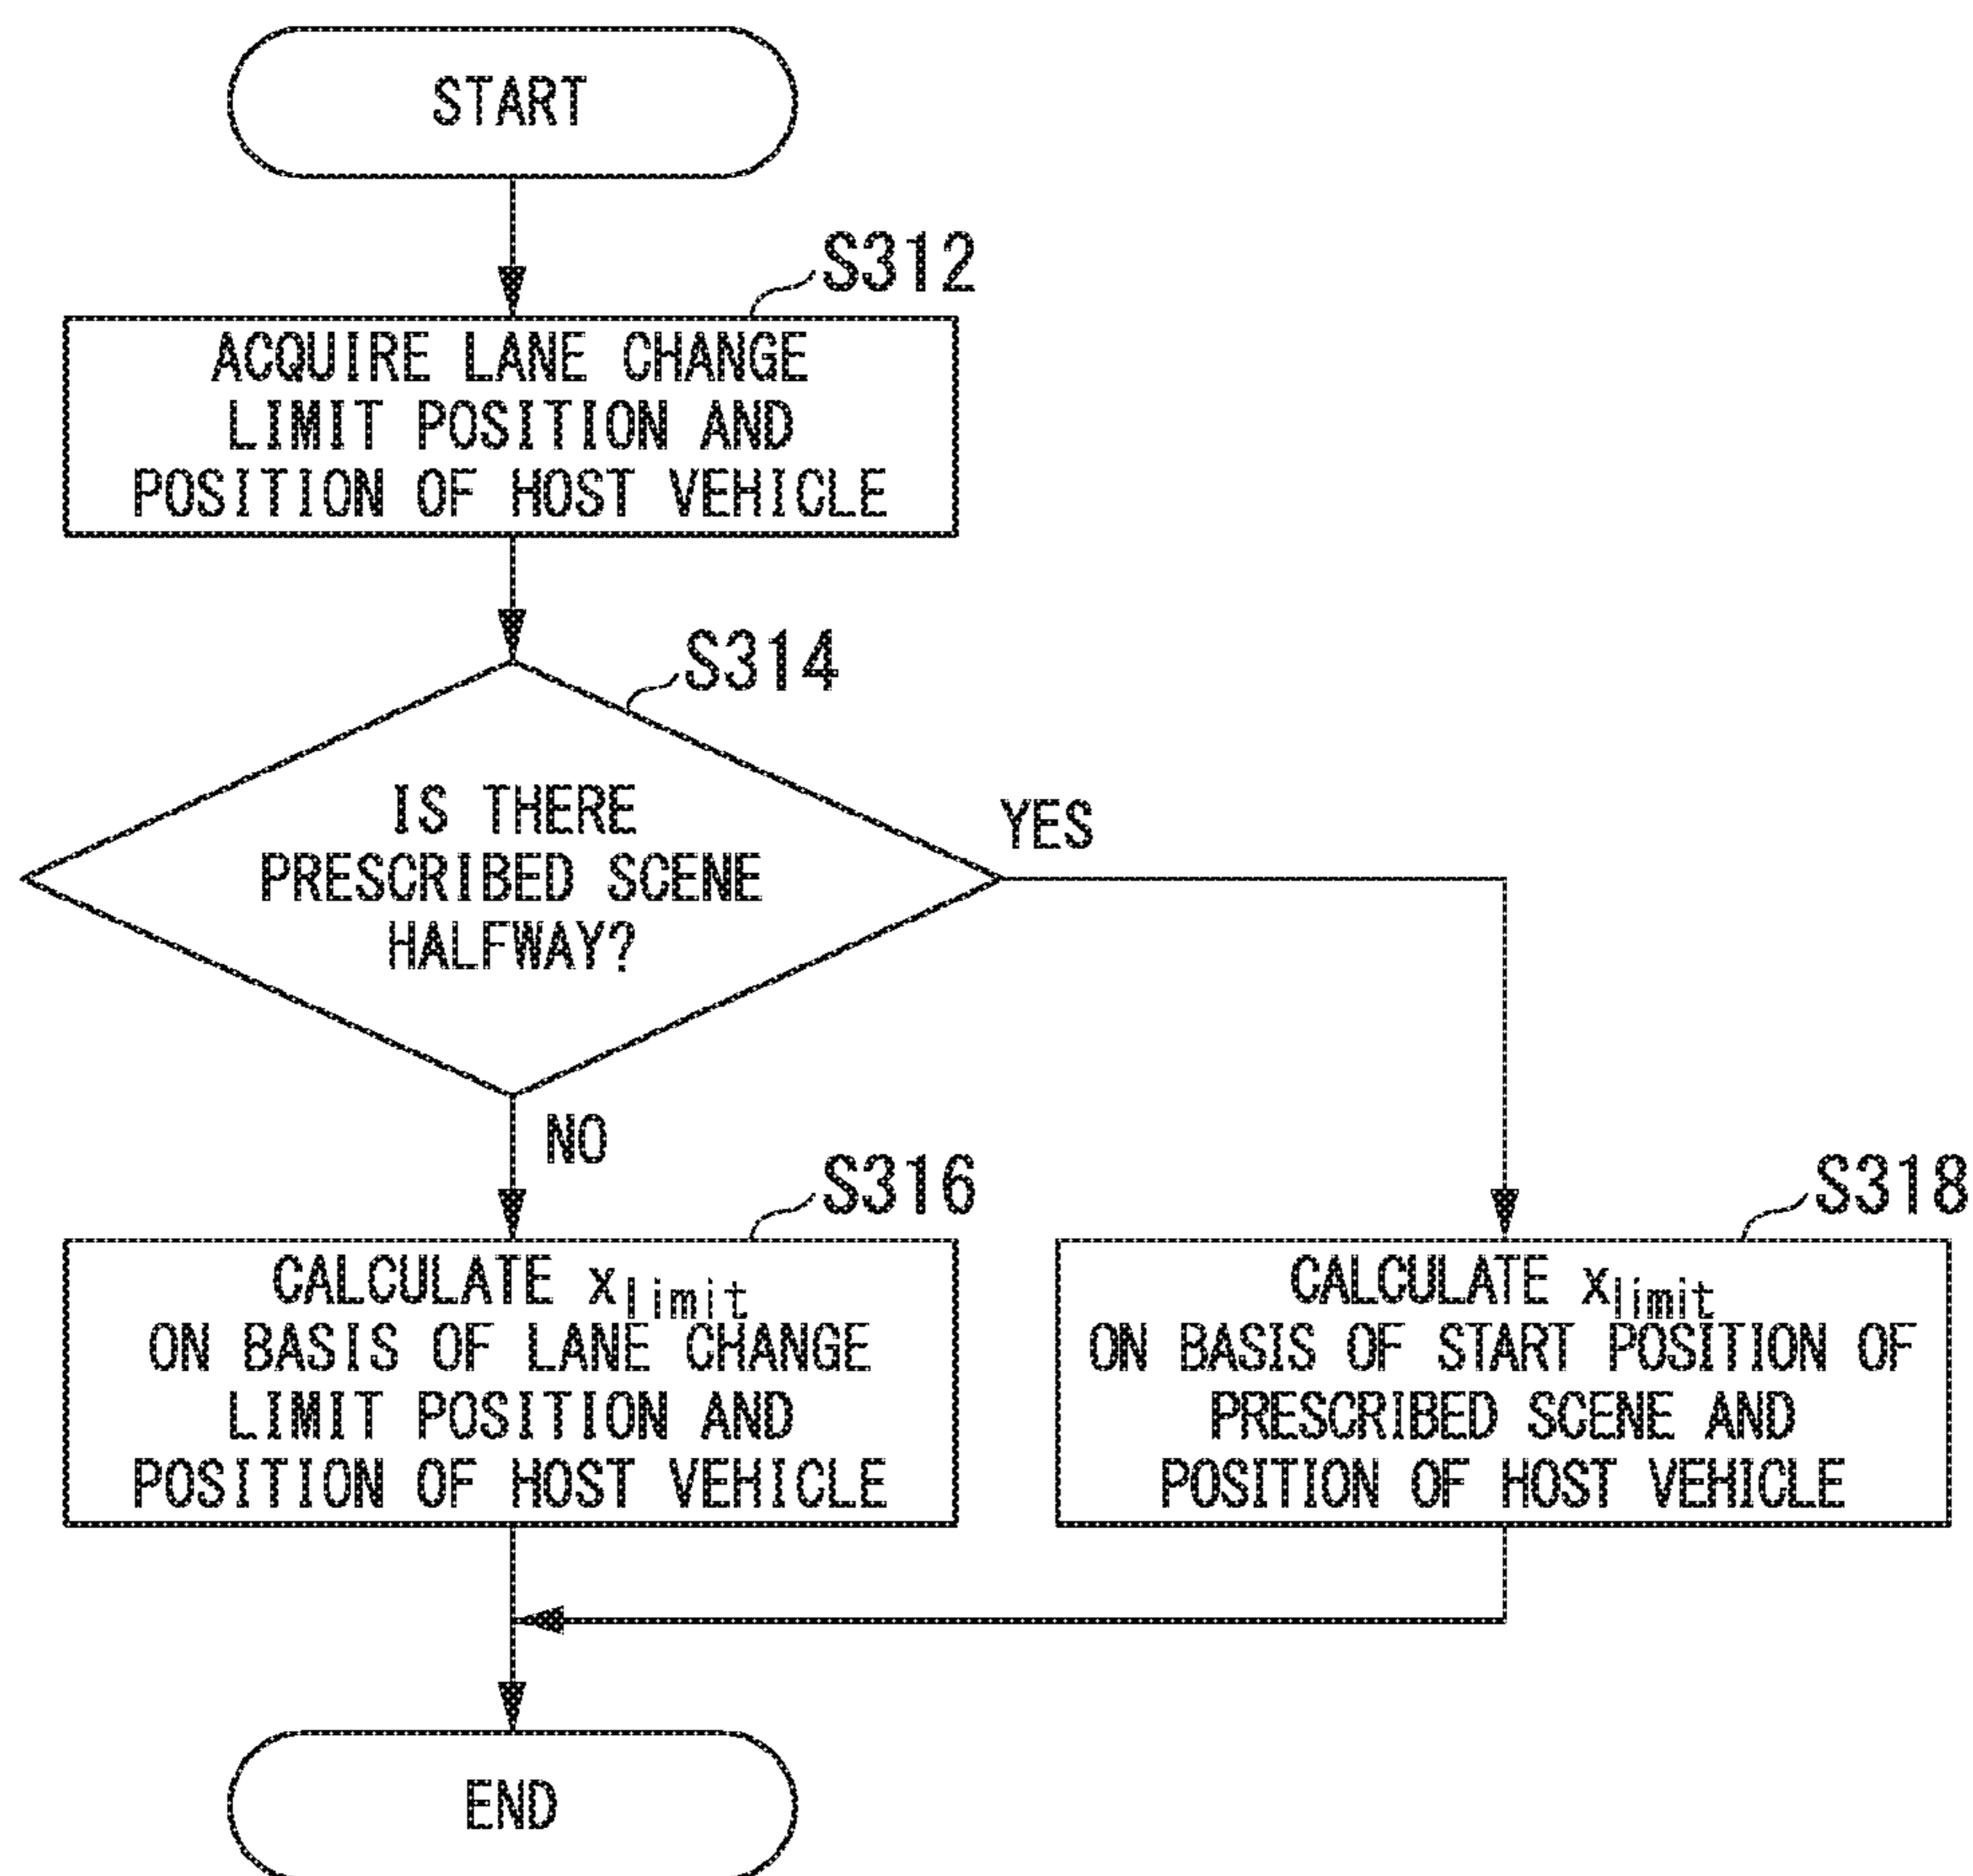 START
S312
ACQUIRE LANE CHANGE
LIMIT POSITION AND
POSITION OF HOST VEHICLE
S314
IS THERE
PRESCRIBED SCENE
HALFWAY?
YES
NO
S316
CALCULATE xlimit
ON BASIS OF LANE CHANGE
LIMIT POSITION AND
POSITION OF HOST VEHICLE
S318
CALCULATE xlimit
ON BASIS OF START POSITION OF
PRESCRIBED SCENE AND
POSITION OF HOST VEHICLE
END